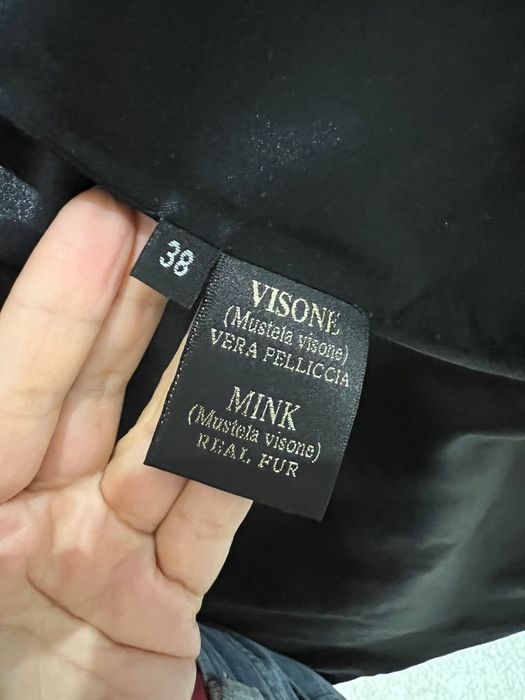 38
VISONE
(Mustela visone)
VERA PELLICCIA
MINK
(Mustela visone)
REAL FUR